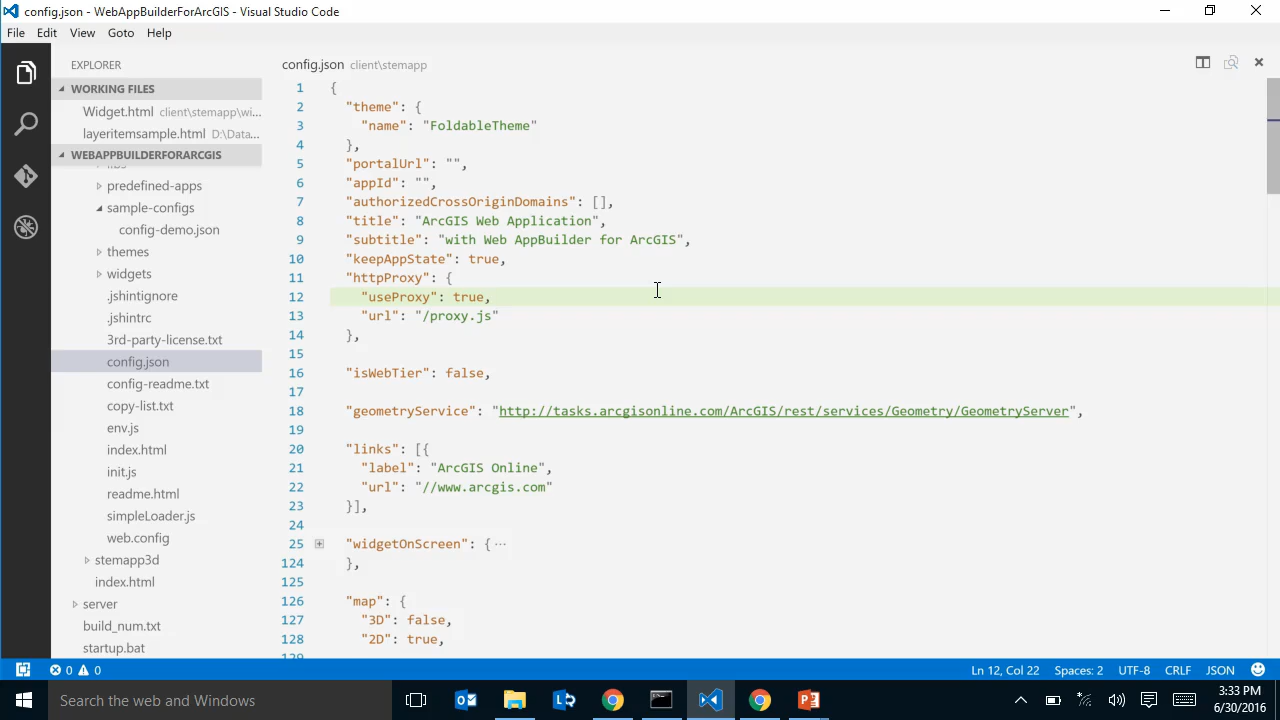 config.json - WebAppBuilderForArcGIS - Visual Studio Code
File Edit View Goto Help
EXPLORER
WORKING FILES
Widget.html client\stemapp\wi...
layeritemsample.html D:\Data...
WEBAPPBUILDERFORARCGIS
predefined-apps
sample-configs
config-demo.json
themes
widgets
.jshintignore
.jshintrc
3rd-party-license.txt
config.json
config-readme.txt
copy-list.txt
env.js
index.html
init.js
readme.html
simpleLoader.js
web.config
stemapp3d
index.html
server
build_num.txt
startup.bat
config.json client\stemapp
1 {
2 "theme": {
3 "name": "FoldableTheme"
4 },
5 "portalUrl": "",
6 "appId": "",
7 "authorizedCrossOriginDomains": [],
8 "title": "ArcGIS Web Application",
9 "subtitle": "with Web AppBuilder for ArcGIS",
10 "keepAppState": true,
11 "httpProxy": {
12 "useProxy": true,
13 "url": "/proxy.js"
14 },
15
16 "isWebTier": false,
17
18 "geometryService": "http://tasks.arcgisonline.com/ArcGIS/rest/services/Geometry/GeometryServer",
19
20 "links": [{
21 "label": "ArcGIS Online",
22 "url": "//www.arcgis.com"
23 }],
24
25 "widgetOnScreen": { ...
124 },
125
126 "map": {
127 "3D": false,
128 "2D": true,
129
0 0
Ln 12, Col 22 Spaces: 2 UTF-8 CRLF JSON
Search the web and Windows
3:33 PM
6/30/2016